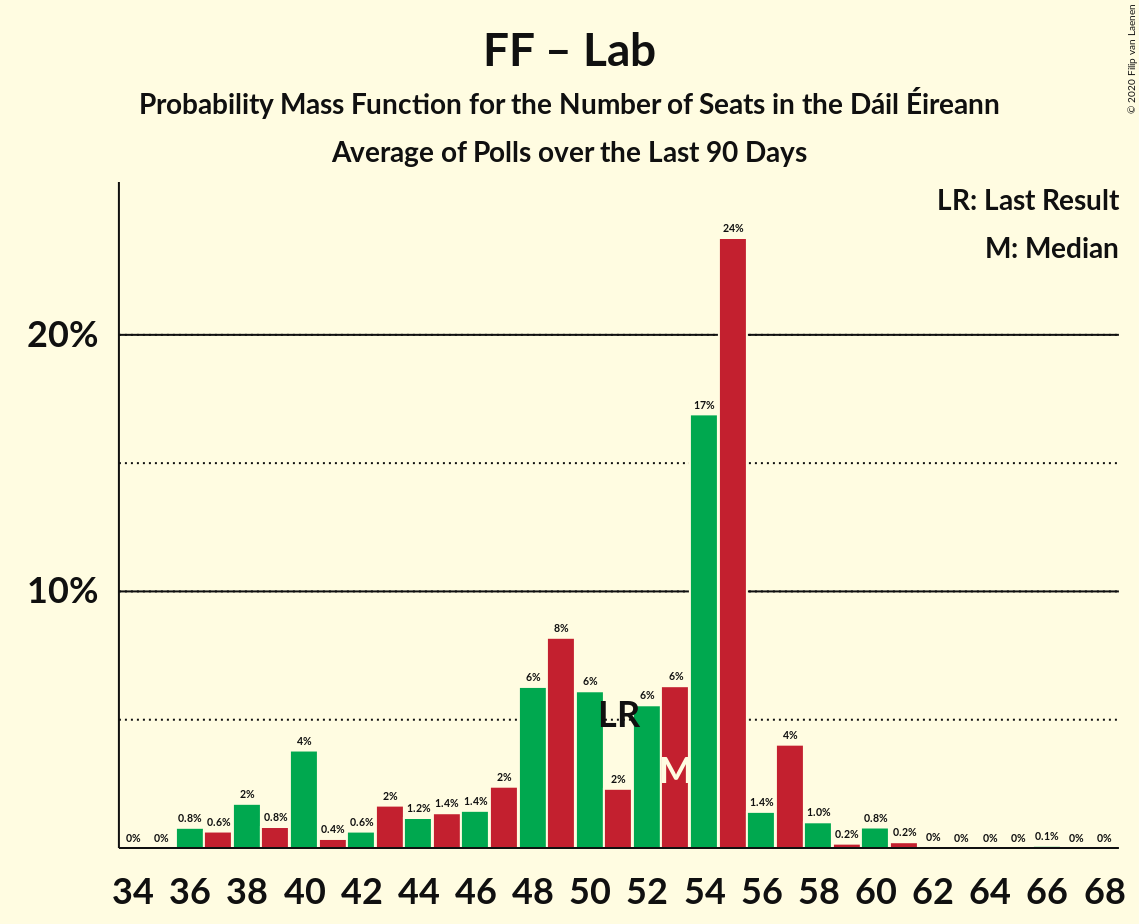 FF – Lab
Probability Mass Function for the Number of Seats in the Dáil Éireann
Average of Polls over the Last 90 Days
© 2020 Filip van Laenen
LR: Last Result
M: Median
20%
10%
0% 0% 0.8% 0.6% 2% 0.8% 4% 0.4% 0.6% 2% 1.2% 1.4% 1.4% 2% 6% 8% 6% 2% 6% 6% 17% 24% 1.4% 4% 1.0% 0.2% 0.8% 0.2% 0% 0% 0% 0% 0.1% 0% 0%
LR
M
34 36 38 40 42 44 46 48 50 52 54 56 58 60 62 64 66 68